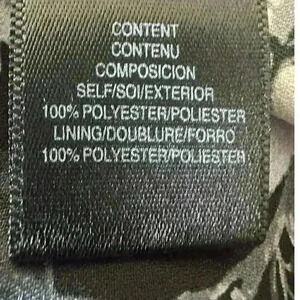 CONTENT
CONTENU
COMPOSICION
SELF/SOI/EXTERIOR
100% POLYESTER/POLIESTER
LINING/DOUBLURE/FORRO
100% POLYESTER/POLIESTER